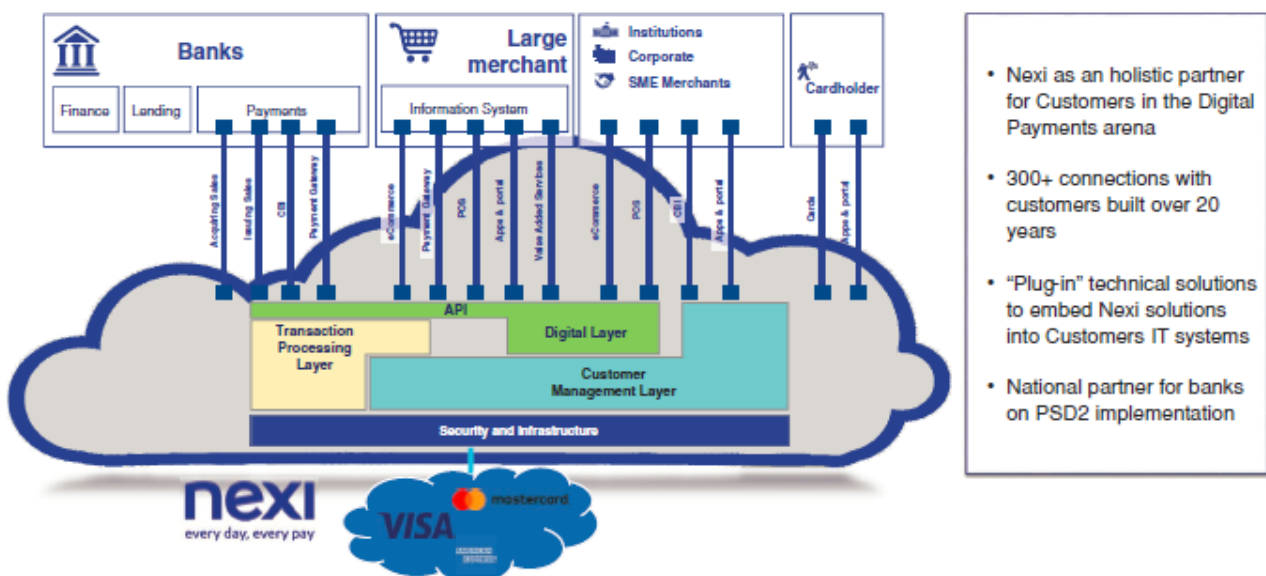 Banks
Finance
Lending
Payments
Large
merchant
Information System
Institutions
Corporate
SME Merchants
Cardholder
Acquiring Sales
Issuing Sales
CBI
Payment Gateway
eCommerce
Payment Gateway
POS
Apps & portal
Value Added Services
eCommerce
POS
CBI
Apps & portal
Cards
Apps & portal
API
Transaction
Processing
Layer
Digital Layer
Customer
Management Layer
Security and Infrastructure
nexi
every day, every pay
mastercard
VISA
AMERICAN
EXPRESS
• Nexi as an holistic partner
for Customers in the Digital
Payments arena
• 300+ connections with
customers built over 20
years
• “Plug-in” technical solutions
to embed Nexi solutions
into Customers IT systems
• National partner for banks
on PSD2 implementation